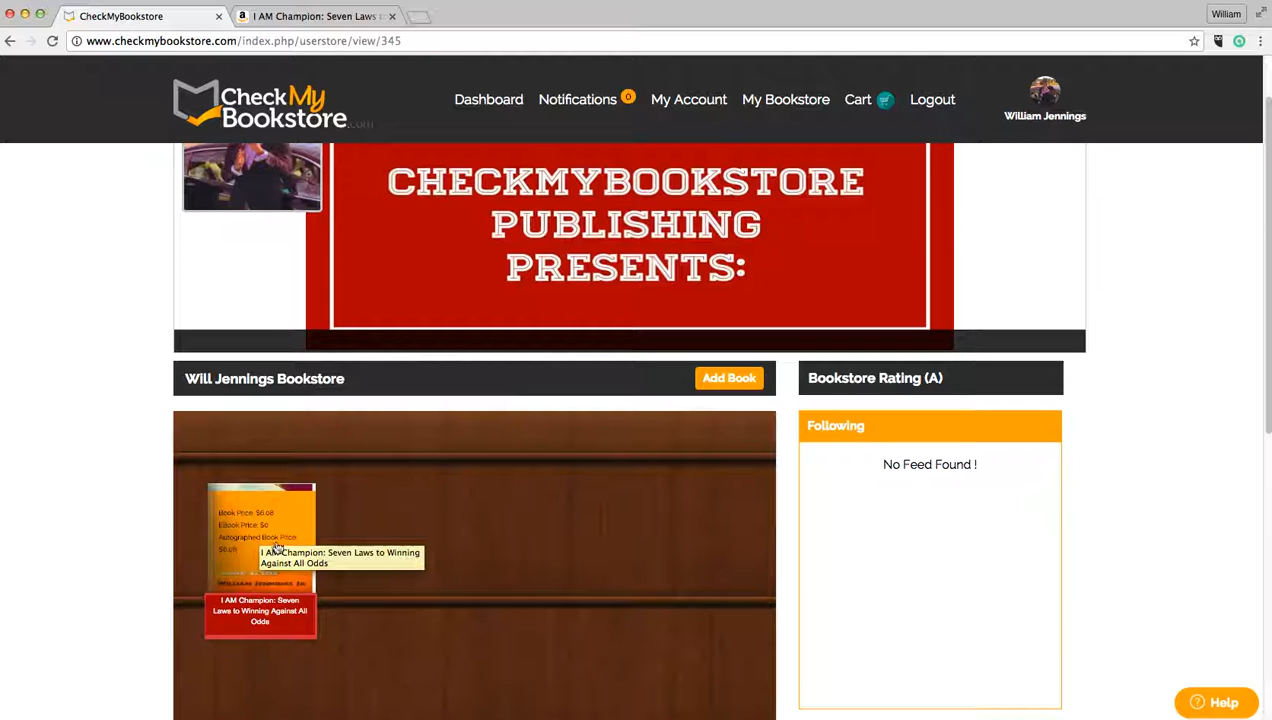 CheckMyBookstore
I AM Champion: Seven Laws to
William
www.checkmybookstore.com/index.php/userstore/view/345
CheckMy
Bookstore.com
Dashboard
Notifications 0
My Account
My Bookstore
Cart
Logout
William Jennings
CHECKMYBOOKSTORE
PUBLISHING
PRESENTS:
Will Jennings Bookstore
Add Book
Bookstore Rating (A)
Following
No Feed Found !
Book Price: $6.08
EBook Price: $0
Autographed Book Price:
I AM Champion: Seven Laws to Winning
Against All Odds
I AM Champion: Seven
Laws to Winning Against All
Odds
Help